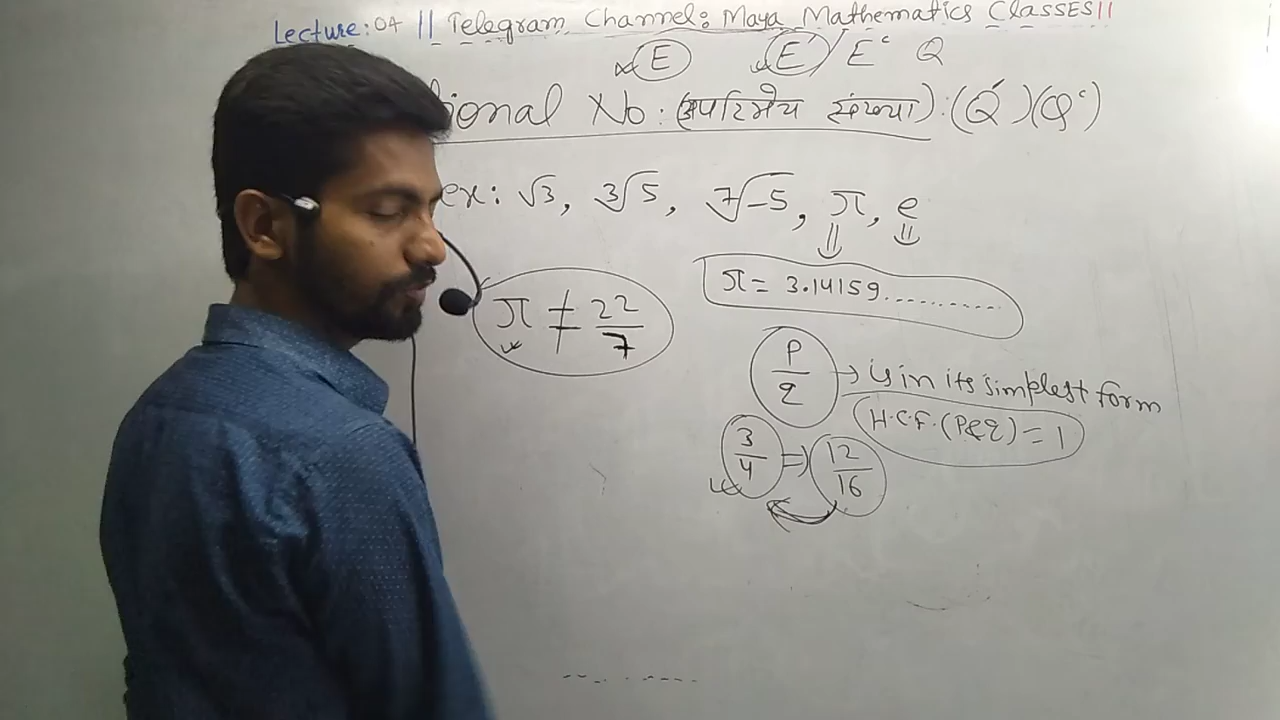 Lecture: 04 || Telegram Channel: Maya Mathematics Classes||
E E'/ E^c Q
ional No: (अपरिमेय संख्या) : (Q')(Q^c)
ex: √3, 3√5, 7√-5, π, e
π = 3.14159............
π ≠ 22/7
P/q → is in its simplest form
H.C.F. (P&q) = 1
3/4 ⇒ 12/16